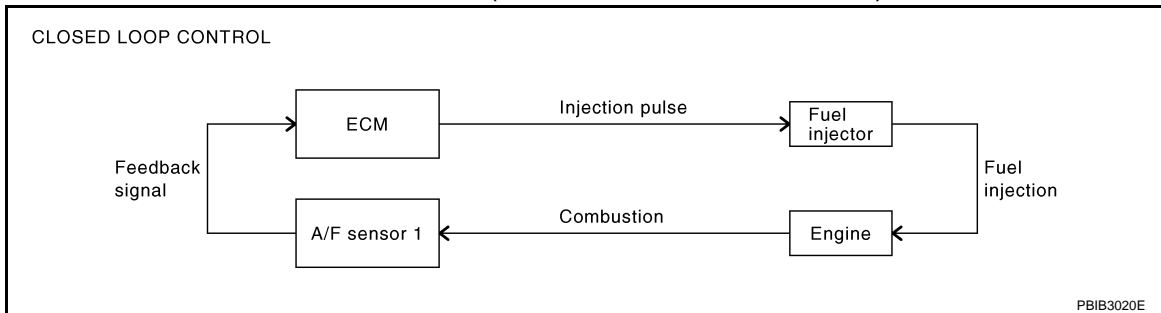 CLOSED LOOP CONTROL
ECM
Injection pulse
Fuel
injector
Feedback
signal
Fuel
injection
A/F sensor 1
Combustion
Engine
PBIB3020E